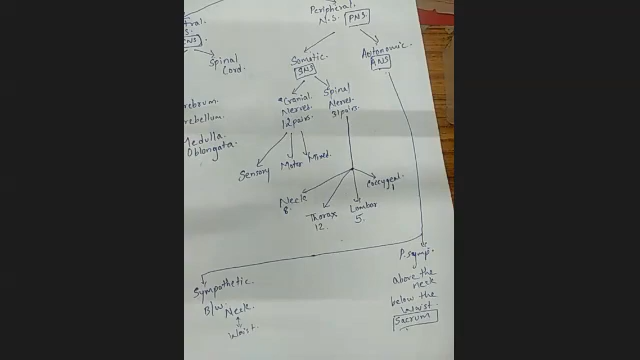 Peripheral
N.S. PNS
Spinal
Cord.
Somatic
SNS
Autonomic
ANS
Cranial
Nerves
12 pairs
Spinal
Nerves
31 pairs.
Medulla
Oblongata
Sensory
Motor
Mixed
Neck
8
Thorax
12.
Lumbar
5.
Coccygeal
1
Sympathetic
B/W
Neck
Waist.
P. symp.
above the
neck
below the
waist
Sacrum